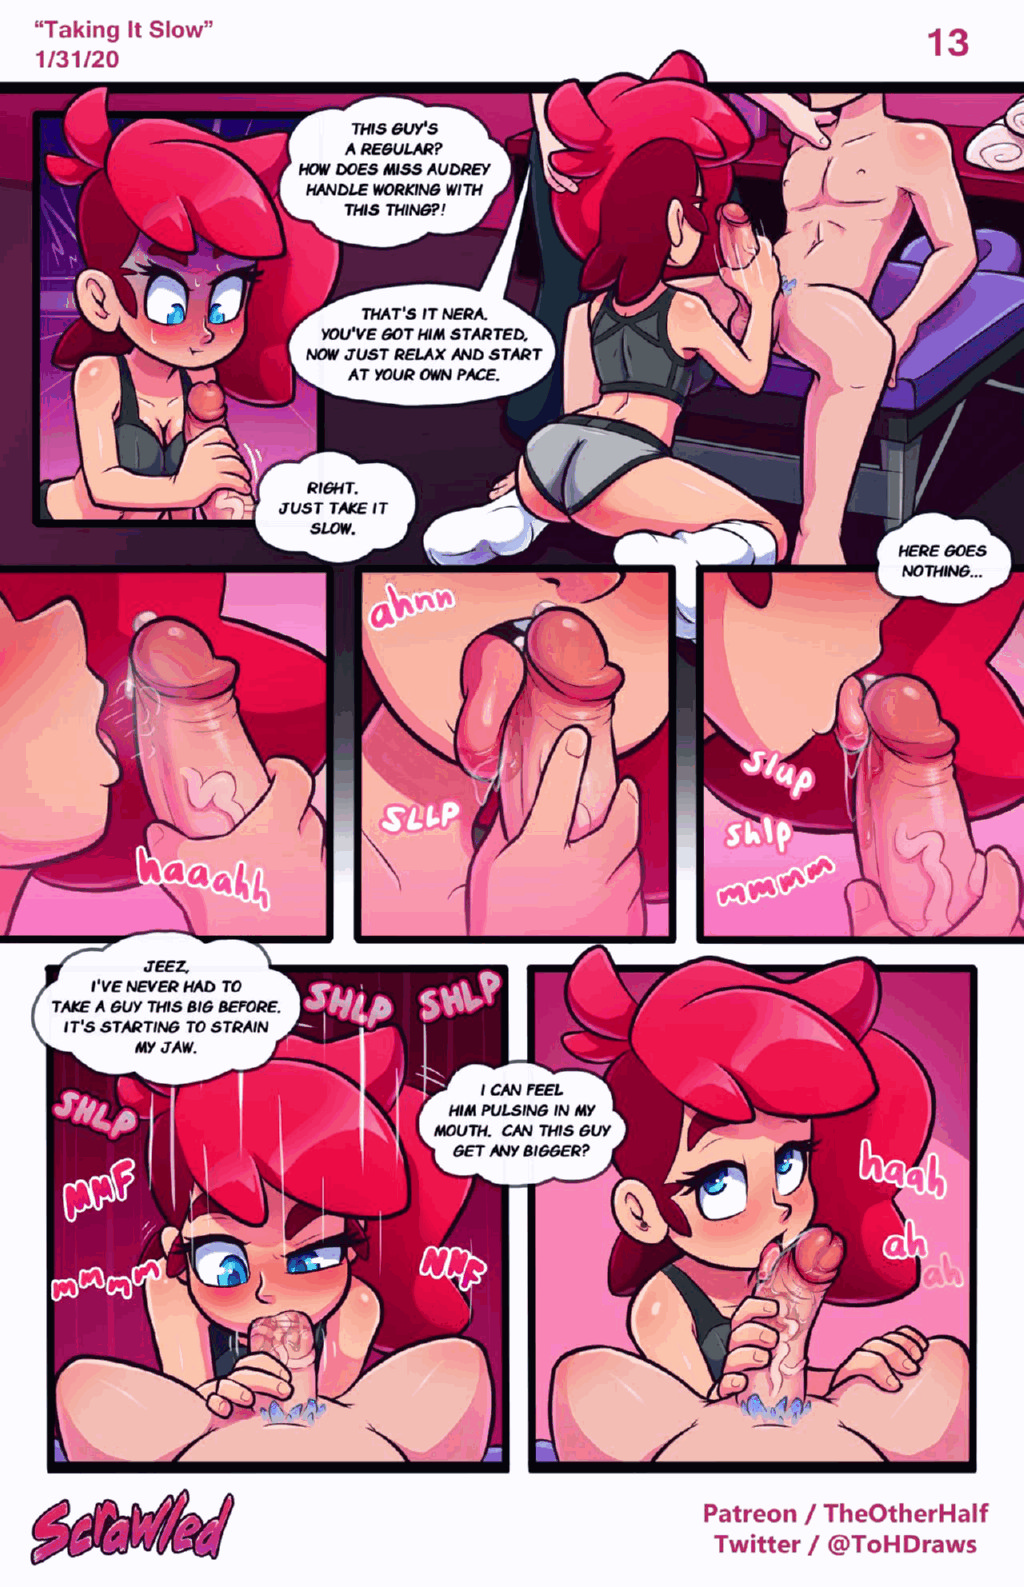 “Taking It Slow”
1/31/20
13
THIS GUY'S
A REGULAR?
HOW DOES MISS AUDREY
HANDLE WORKING WITH
THIS THING?!
THAT'S IT NERA.
YOU'VE GOT HIM STARTED,
NOW JUST RELAX AND START
AT YOUR OWN PACE.
RIGHT.
JUST TAKE IT
SLOW.
HERE GOES
NOTHING...
haaahh
ahnn
SLLP
slup
shlp
mmmm
JEEZ,
I'VE NEVER HAD TO
TAKE A GUY THIS BIG BEFORE.
IT'S STARTING TO STRAIN
MY JAW.
SHLP
SHLP
SHLP
MMF
mmmm
NMF
I CAN FEEL
HIM PULSING IN MY
MOUTH. CAN THIS GUY
GET ANY BIGGER?
haah
ah
ah
Scrawled
Patreon / TheOtherHalf
Twitter / @ToHDraws